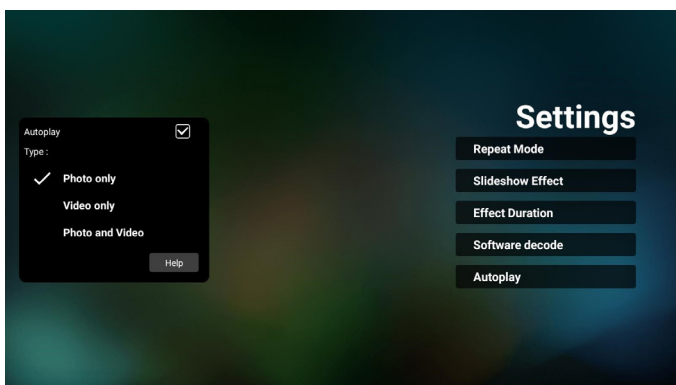 Autoplay
Type :
Photo only
Video only
Photo and Video
Help
Settings
Repeat Mode
Slideshow Effect
Effect Duration
Software decode
Autoplay